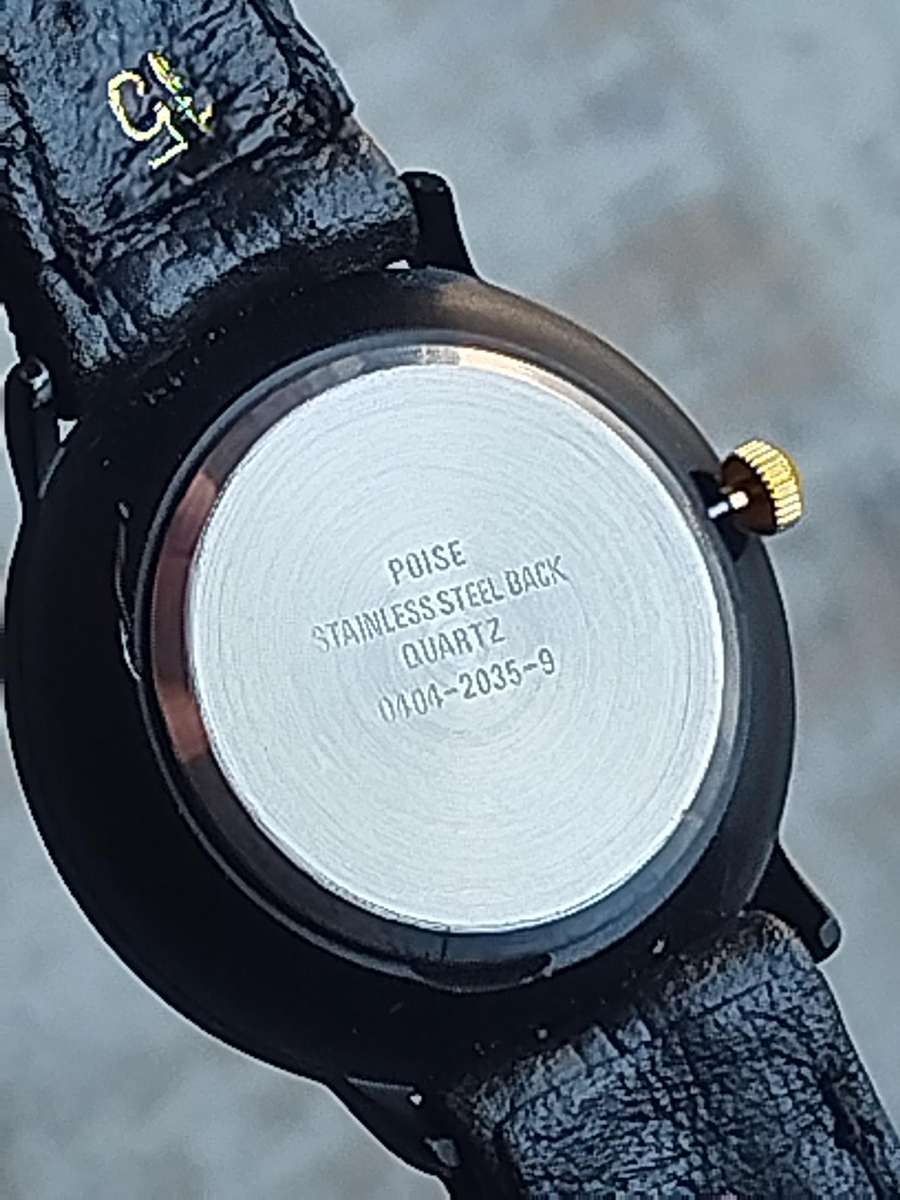 POISE
STAINLESS STEEL BACK
QUARTZ
0404-2035-9